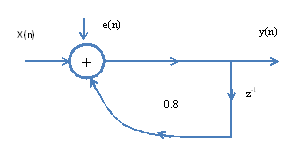 e(n)
X(n)
y(n)
+
z⁻¹
0.8